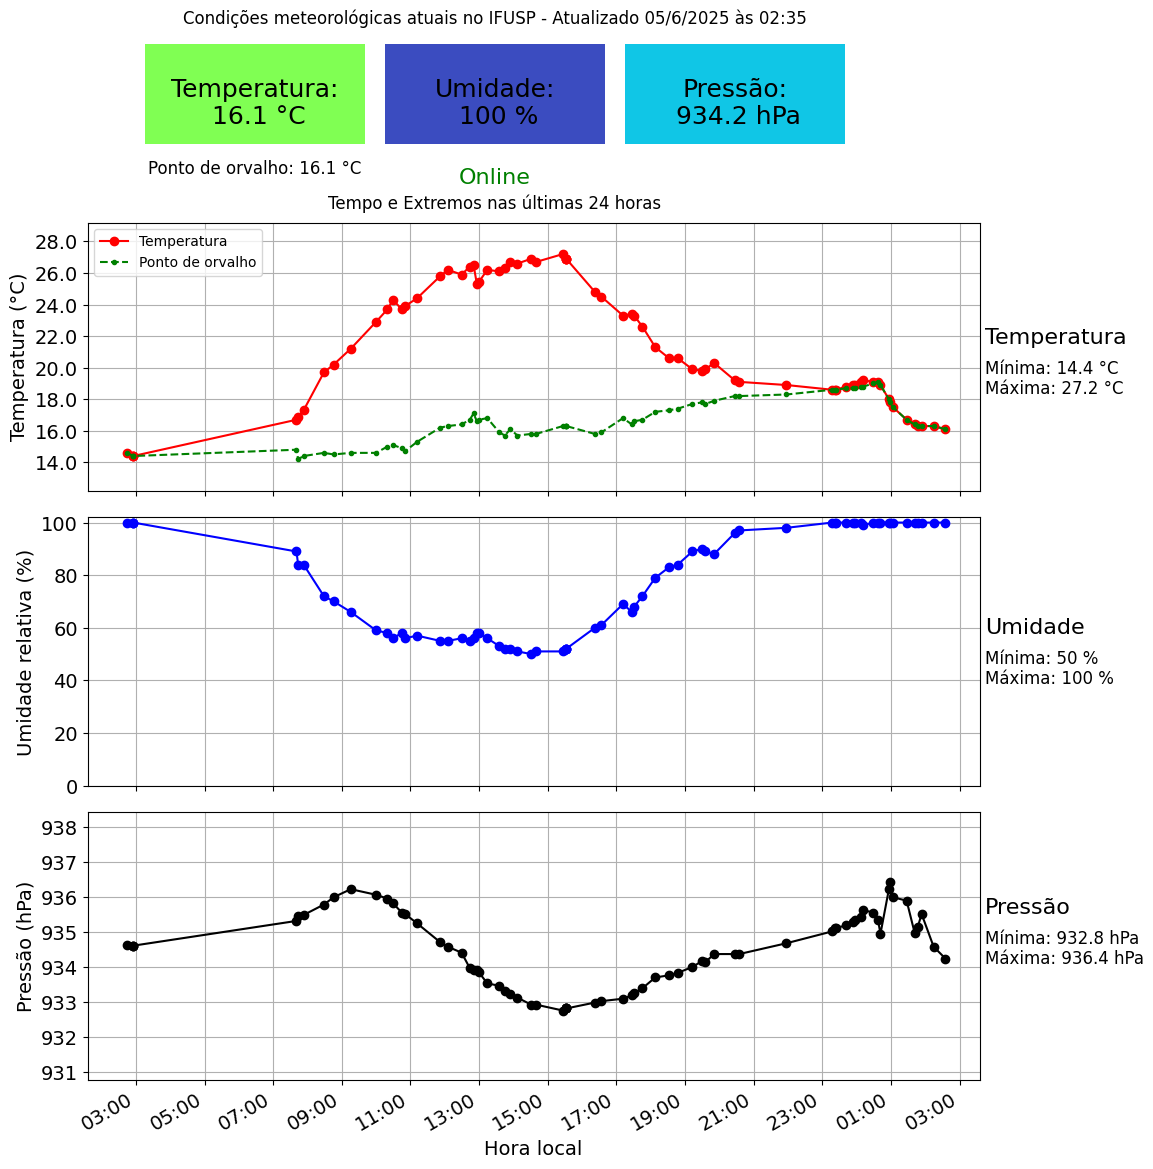 Condições meteorológicas atuais no IFUSP - Atualizado 05/6/2025 às 02:35
Temperatura:
16.1 °C
Umidade:
100 %
Pressão:
934.2 hPa
Ponto de orvalho: 16.1 °C
Online
Tempo e Extremos nas últimas 24 horas
Temperatura
Ponto de orvalho
Temperatura (°C)
28.0
26.0
24.0
22.0
20.0
18.0
16.0
14.0
Temperatura
Mínima: 14.4 °C
Máxima: 27.2 °C
Umidade relativa (%)
100
80
60
40
20
0
Umidade
Mínima: 50 %
Máxima: 100 %
Pressão (hPa)
938
937
936
935
934
933
932
931
Pressão
Mínima: 932.8 hPa
Máxima: 936.4 hPa
03:00 05:00 07:00 09:00 11:00 13:00 15:00 17:00 19:00 21:00 23:00 01:00 03:00
Hora local